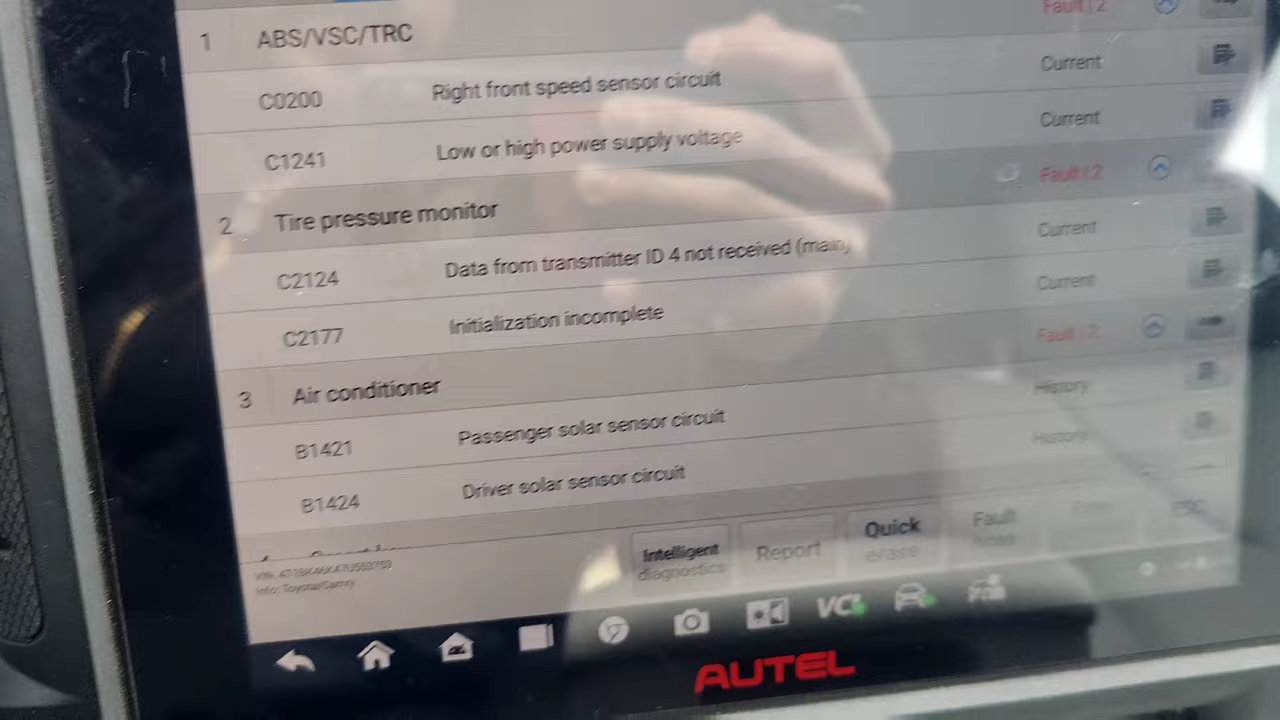 Fault | 2
1 ABS/VSC/TRC
C0200 Right front speed sensor circuit Current
C1241 Low or high power supply voltage Current
2 Tire pressure monitor Fault | 2
C2124 Data from transmitter ID 4 not received (main) Current
C2177 Initialization incomplete Current
3 Air conditioner Fault | 2
B1421 Passenger solar sensor circuit History
B1424 Driver solar sensor circuit History
Intelligent diagnostics Report Quick erase Fault scan ESC
Info: Toyota/Camry
VCI
AUTEL